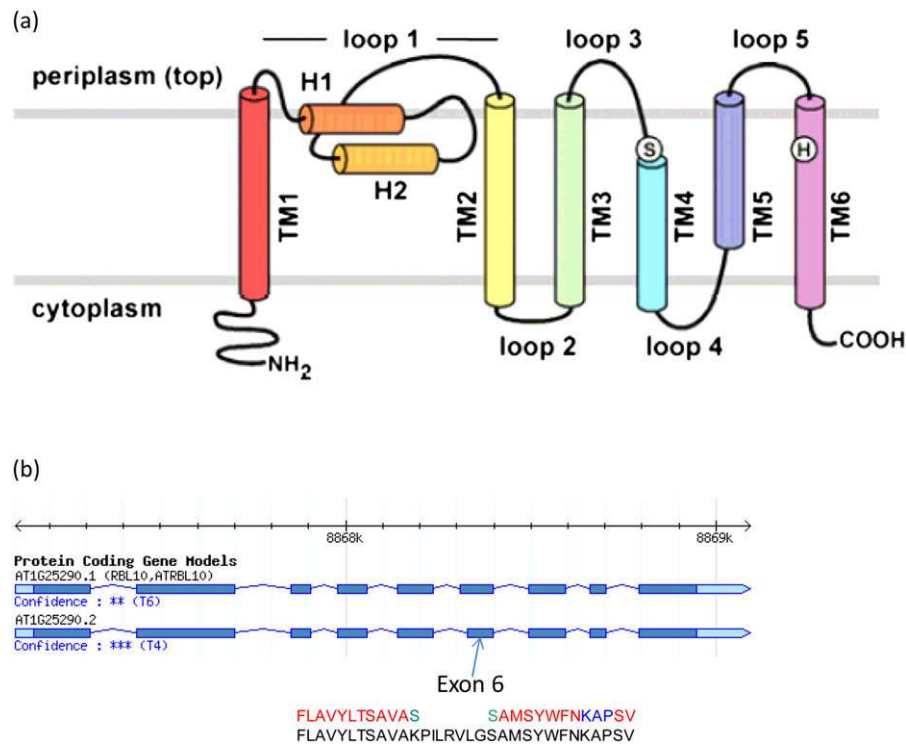 (a)
loop 1
loop 3
loop 5
periplasm (top)
H1
S
H
H2
TM1
TM2
TM3
TM4
TM5
TM6
cytoplasm
NH2
loop 2
loop 4
COOH
(b)
8868k
8869k
Protein Coding Gene Models
AT1G25290.1 (RBL10,ATRBL10)
Confidence : ** (T6)
AT1G25290.2
Confidence : *** (T4)
Exon 6
FLAVYLTSAVAS SAMSYWFNKAPSV
FLAVYLTSAVAKPILRVLGSAMSYWFNKAPSV